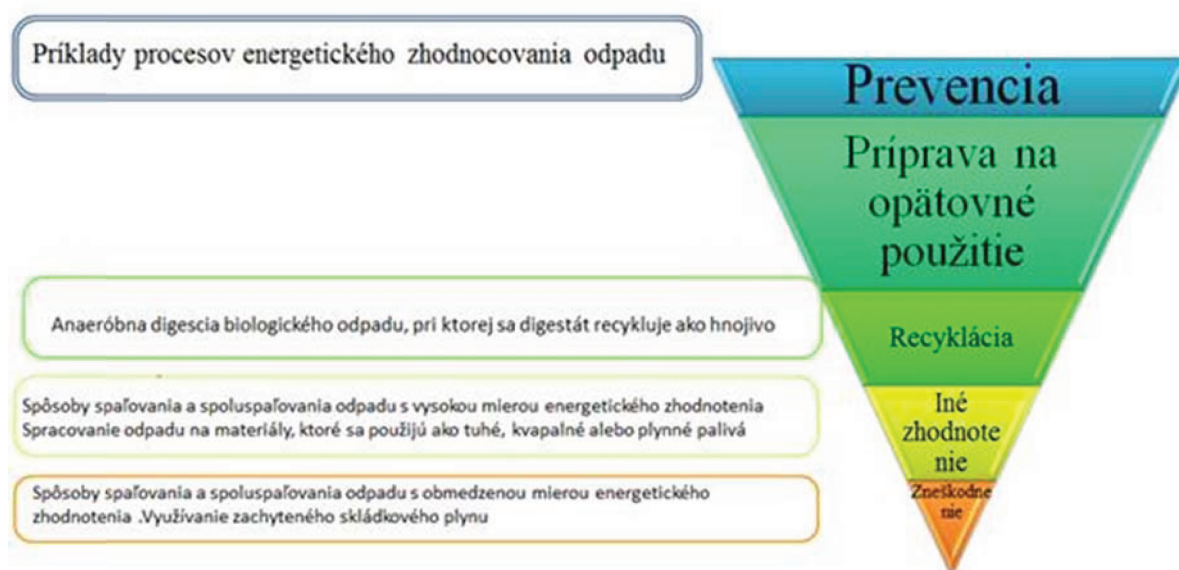 Príklady procesov energetického zhodnocovania odpadu
Prevencia
Príprava na
opätovné
použitie
Anaeróbna digescia biologického odpadu, pri ktorej sa digestát recykluje ako hnojivo
Recyklácia
Spôsoby spaľovania a spoluspaľovania odpadu s vysokou mierou energetického zhodnotenia
Spracovanie odpadu na materiály, ktoré sa použijú ako tuhé, kvapalné alebo plynné palivá
Iné
zhodnote
nie
Spôsoby spaľovania a spoluspaľovania odpadu s obmedzenou mierou energetického
zhodnotenia .Využívanie zachyteného skládkového plynu
Zneškodne
nie